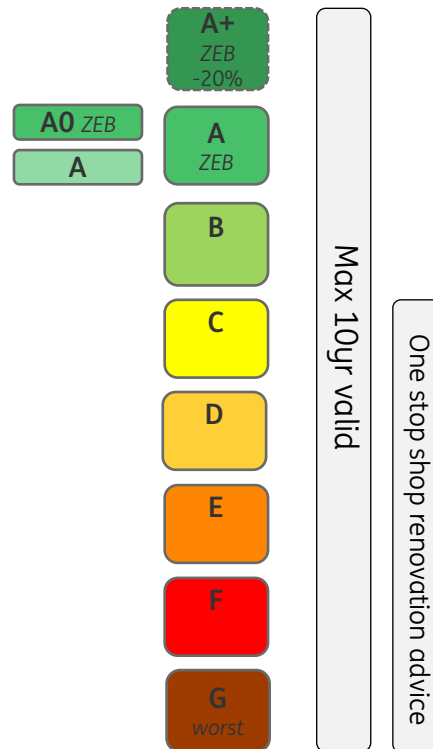 A+
ZEB
-20%
A0 ZEB
A
A
ZEB
B
C
D
E
F
G
worst
Max 10yr valid
One stop shop renovation advice